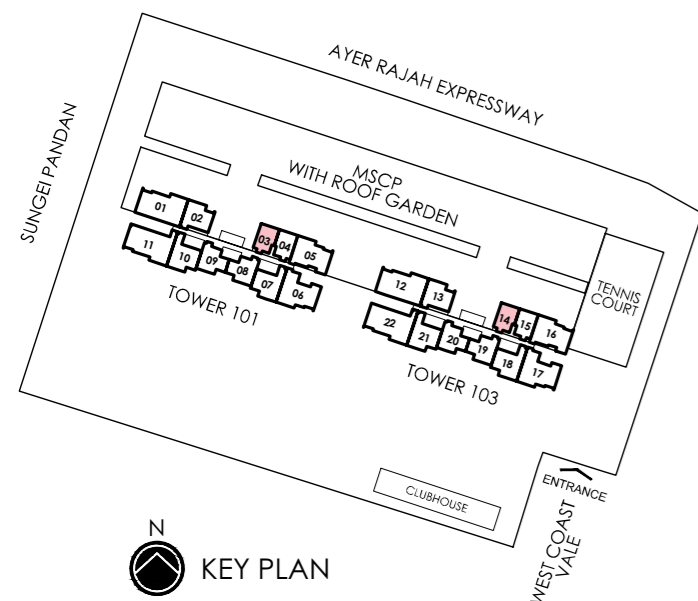 AYER RAJAH EXPRESSWAY
SUNGEI PANDAN
MSCP
WITH ROOF GARDEN
TENNIS
COURT
01
02
03
04
05
11
10
09
08
07
06
TOWER 101
12
13
14
15
16
22
21
20
19
18
17
TOWER 103
CLUBHOUSE
ENTRANCE
WEST COAST
VALE
N
KEY PLAN